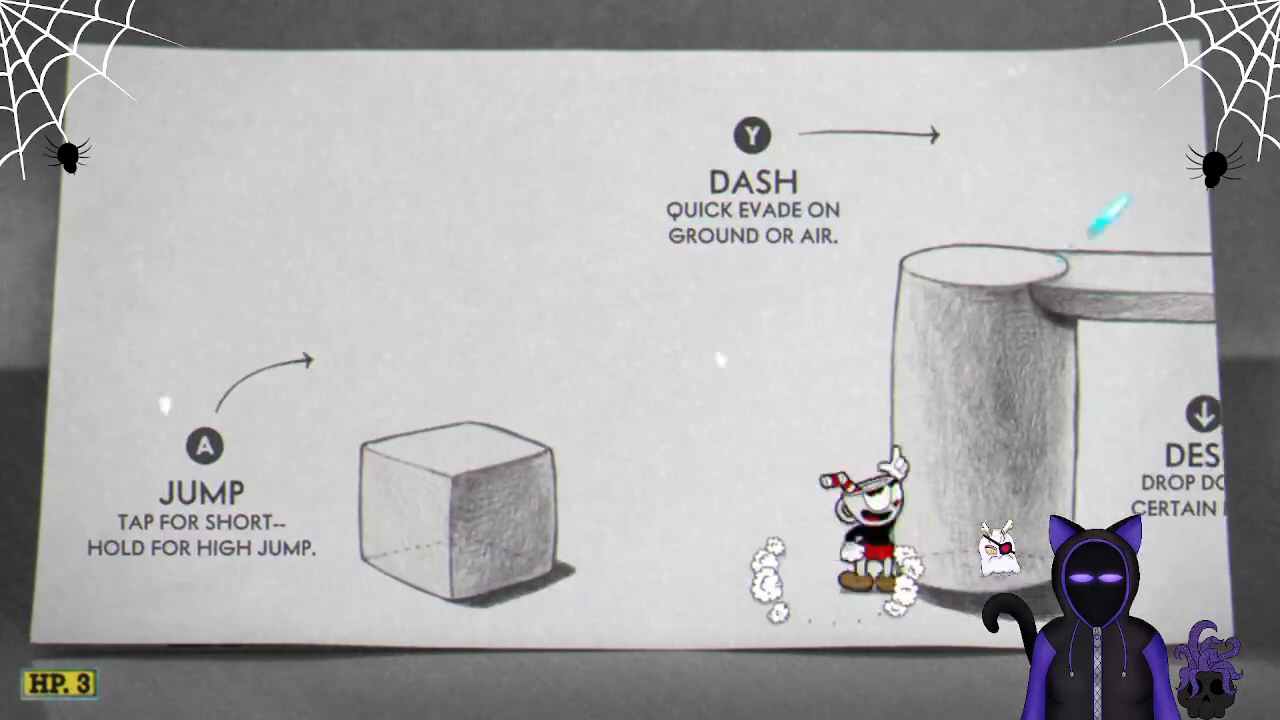 Y
DASH
QUICK EVADE ON
GROUND OR AIR.
A
JUMP
TAP FOR SHORT--
HOLD FOR HIGH JUMP.
DES
DROP DO
CERTAIN
HP. 3